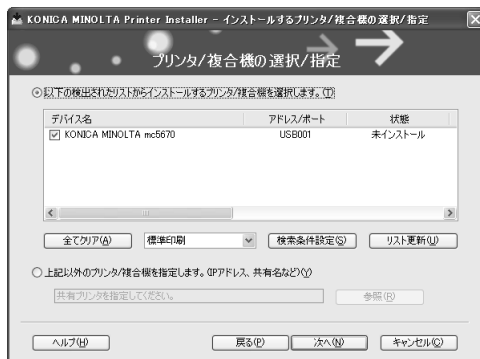 KONICA MINOLTA Printer Installer - インストールするプリンタ/複合機の選択/指定
プリンタ/複合機の選択/指定
以下の検出されたリストからインストールするプリンタ/複合機を選択します。(T)
デバイス名 アドレス/ポート 状態
KONICA MINOLTA mc5670 USB001 未インストール
全てクリア(A) 標準印刷 検索条件設定(S) リスト更新(U)
上記以外のプリンタ/複合機を指定します。(IPアドレス、共有名など)(Y)
共有プリンタを指定してください。 参照(R)
ヘルプ(H) 戻る(P) 次へ(N) キャンセル(C)